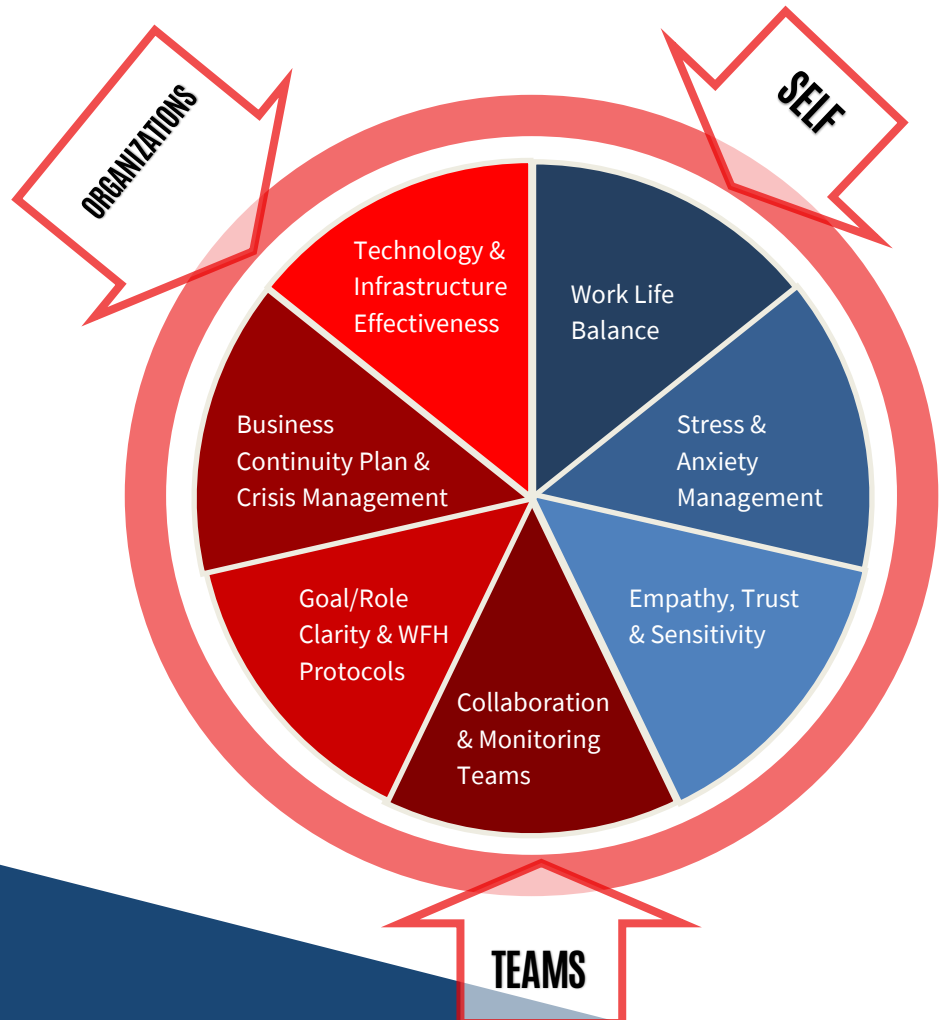 ORGANIZATIONS
SELF
Technology &
Infrastructure
Effectiveness
Work Life
Balance
Business
Continuity Plan &
Crisis Management
Stress &
Anxiety
Management
Goal/Role
Clarity & WFH
Protocols
Empathy, Trust
& Sensitivity
Collaboration
& Monitoring
Teams
TEAMS